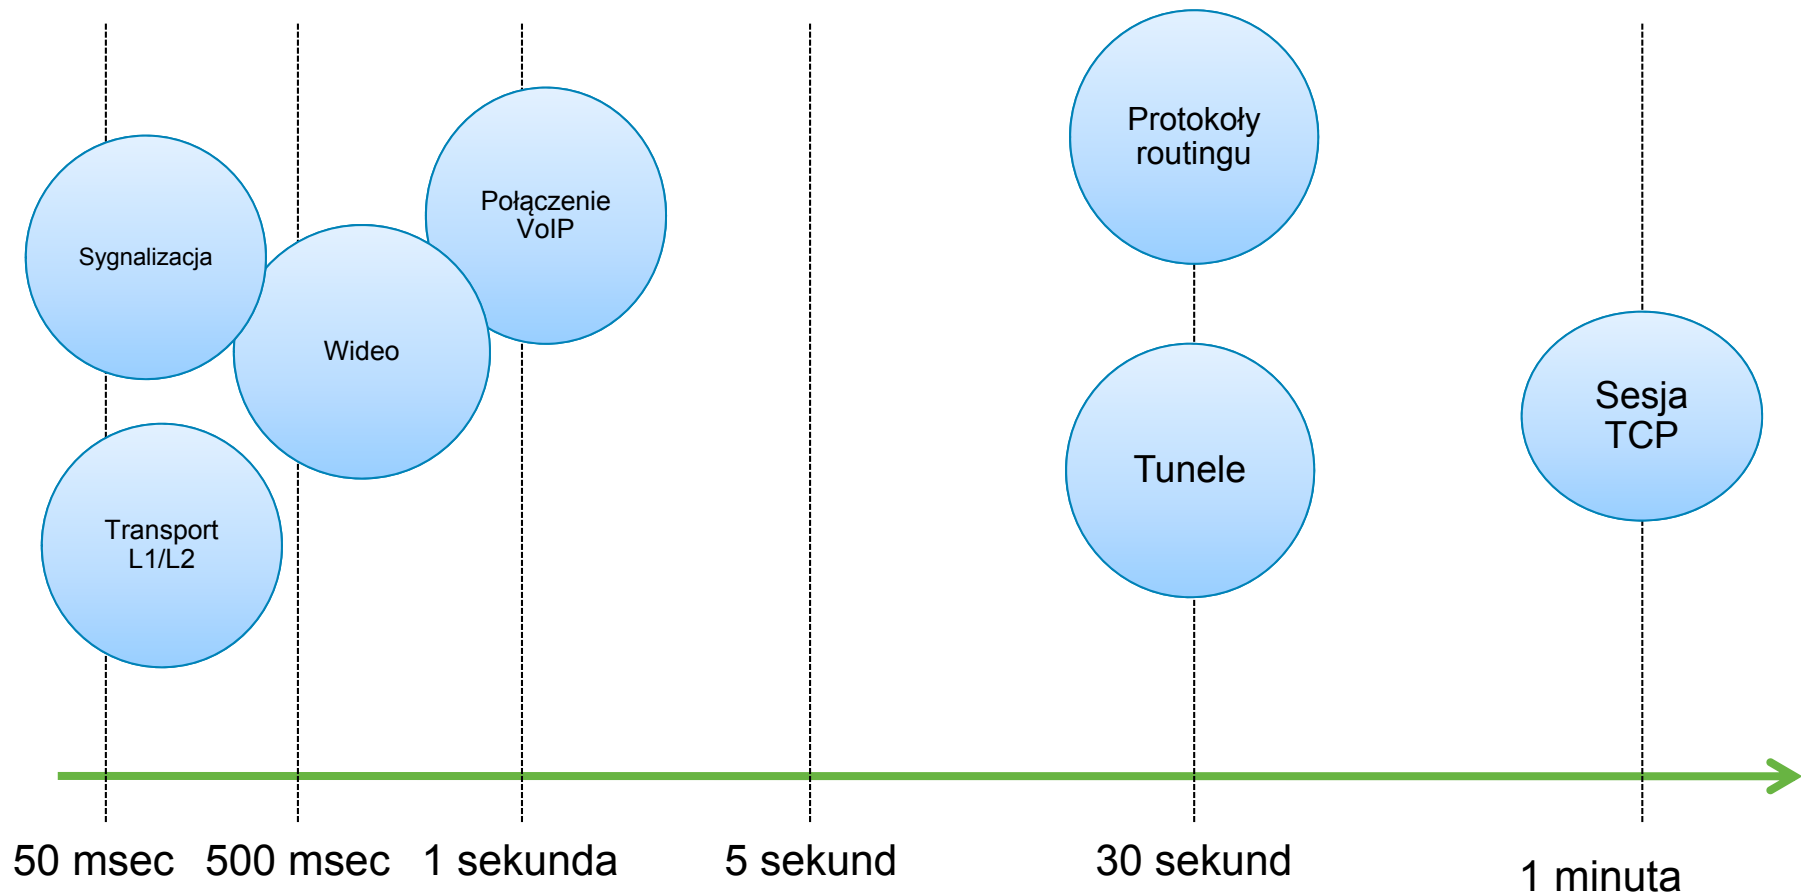 Protokoły
routingu
Połączenie
VoIP
Sygnalizacja
Wideo
Sesja
TCP
Tunele
Transport
L1/L2
50 msec
500 msec
1 sekunda
5 sekund
30 sekund
1 minuta